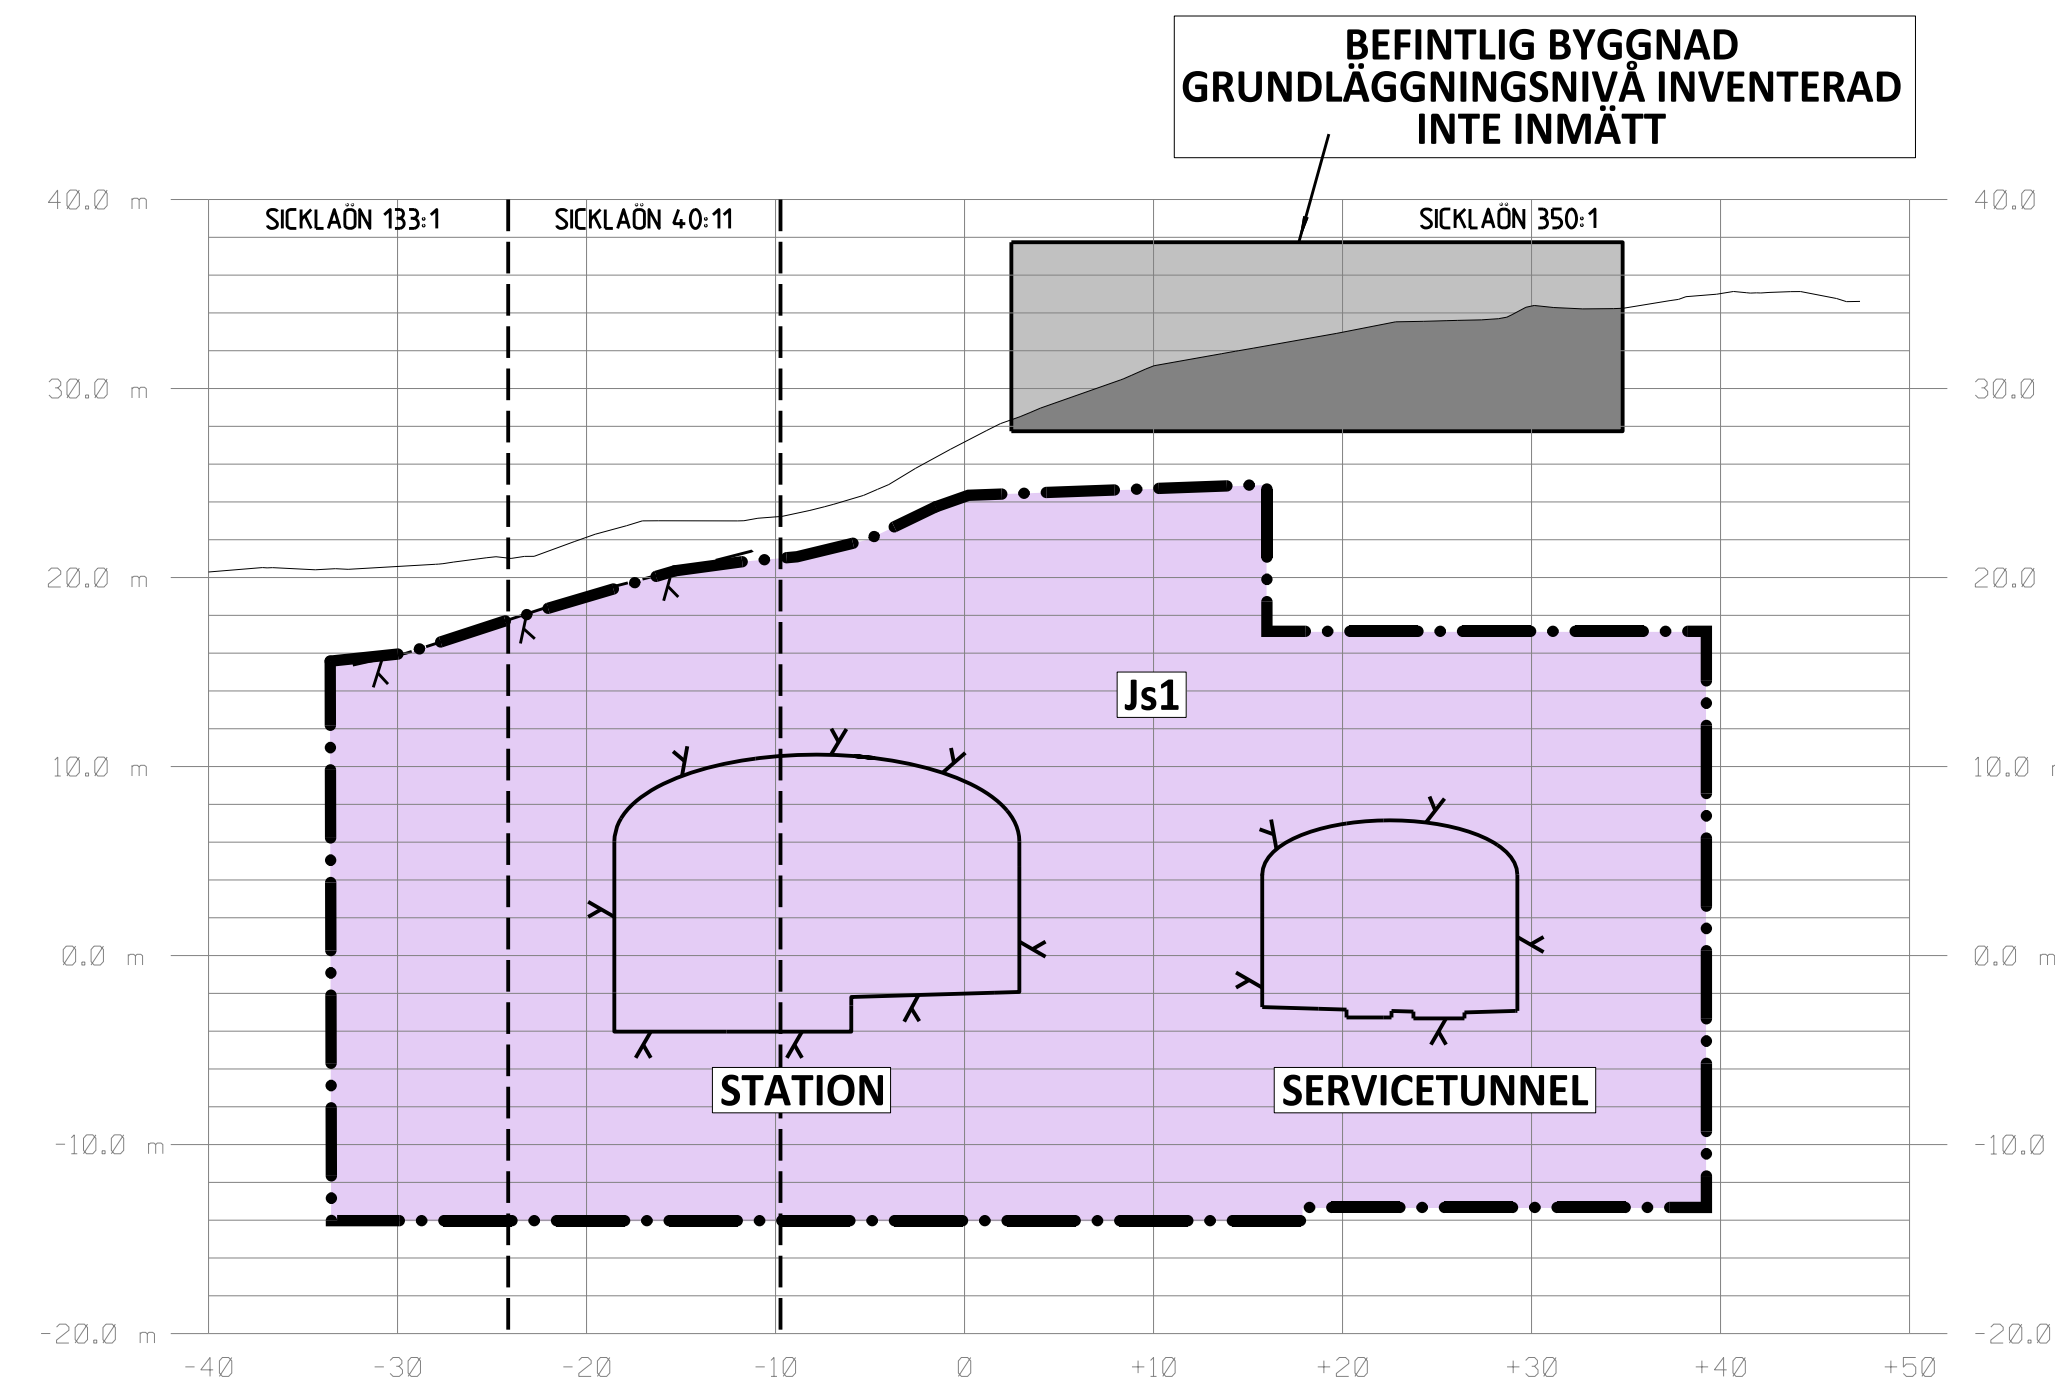 BEFINTLIG BYGGNAD
GRUNDLÄGGNINGSNIVÅ INVENTERAD
INTE INMÄTT
40.0 m
SICKLAÖN 133:1
SICKLAÖN 40:11
SICKLAÖN 350:1
40.0
30.0 m
30.0
20.0 m
20.0
Js1
10.0 m
10.0 m
0.0 m
0.0 m
STATION
SERVICETUNNEL
-10.0 m
-10.0
-20.0 m
-20.0
-40 -30 -20 -10 0 +10 +20 +30 +40 +50